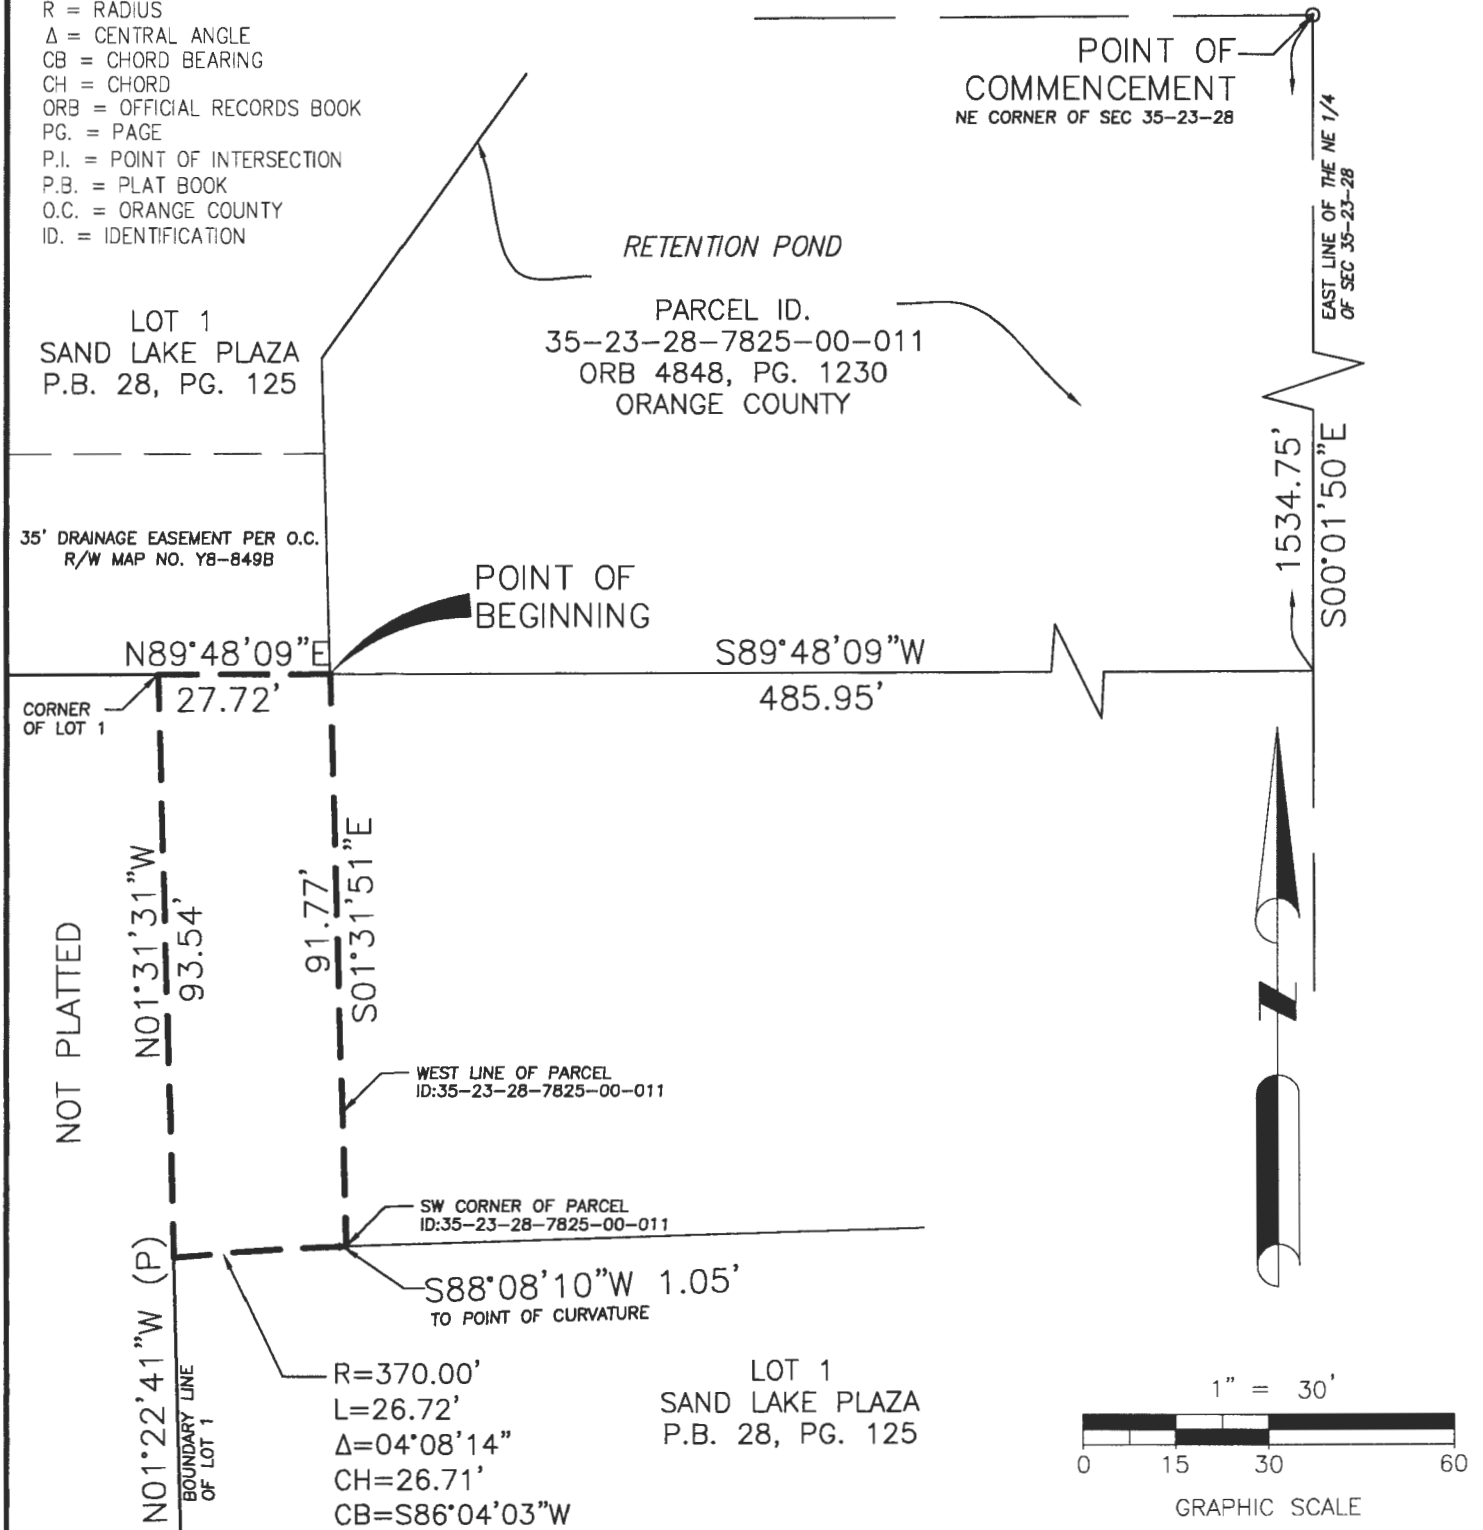 R = RADIUS
Δ = CENTRAL ANGLE
CB = CHORD BEARING
CH = CHORD
ORB = OFFICIAL RECORDS BOOK
PG. = PAGE
P.I. = POINT OF INTERSECTION
P.B. = PLAT BOOK
O.C. = ORANGE COUNTY
ID. = IDENTIFICATION
POINT OF
COMMENCEMENT
NE CORNER OF SEC 35-23-28
EAST LINE OF THE NE 1/4
OF SEC 35-23-28
RETENTION POND
PARCEL ID.
35-23-28-7825-00-011
ORB 4848, PG. 1230
ORANGE COUNTY
LOT 1
SAND LAKE PLAZA
P.B. 28, PG. 125
1534.75'
S00°01'50"E
35' DRAINAGE EASEMENT PER O.C.
R/W MAP NO. Y8-849B
POINT OF
BEGINNING
N89°48'09"E
27.72'
S89°48'09"W
485.95'
CORNER
OF LOT 1
N01°31'31"W
93.54'
91.77'
S01°31'51"E
NOT PLATTED
WEST LINE OF PARCEL
ID:35-23-28-7825-00-011
SW CORNER OF PARCEL
ID:35-23-28-7825-00-011
S88°08'10"W 1.05'
TO POINT OF CURVATURE
N01°22'41"W (P)
BOUNDARY LINE
OF LOT 1
R=370.00'
L=26.72'
Δ=04°08'14"
CH=26.71'
CB=S86°04'03"W
LOT 1
SAND LAKE PLAZA
P.B. 28, PG. 125
N
1" = 30'
0 15 30 60
GRAPHIC SCALE